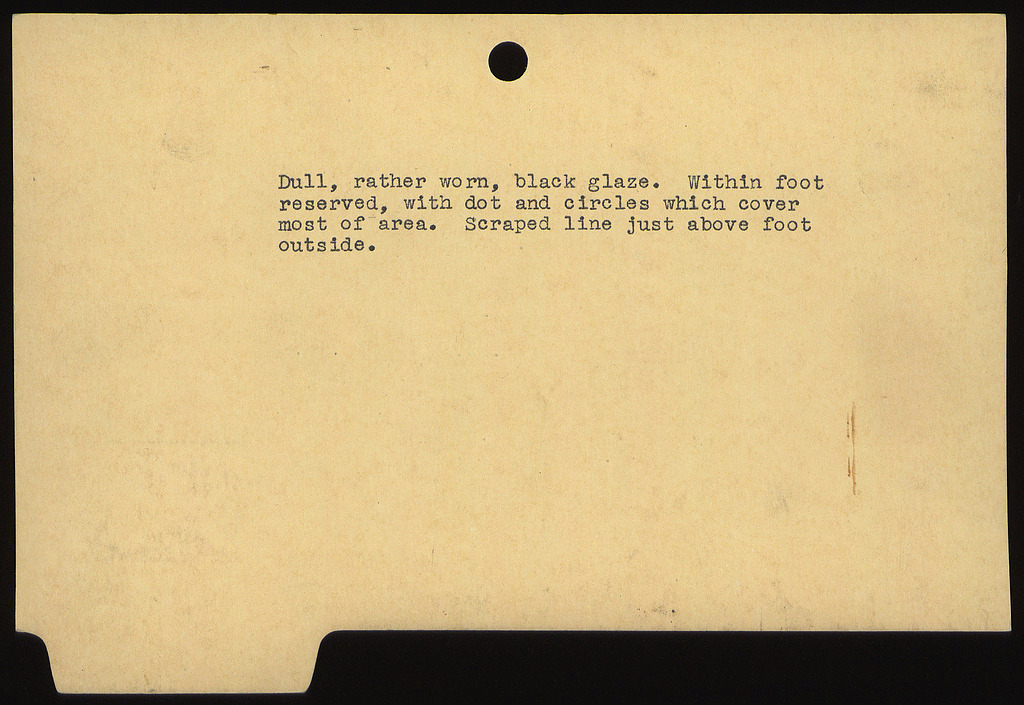 Dull, rather worn, black glaze.  Within foot
reserved, with dot and circles which cover
most of area.  Scraped line just above foot
outside.